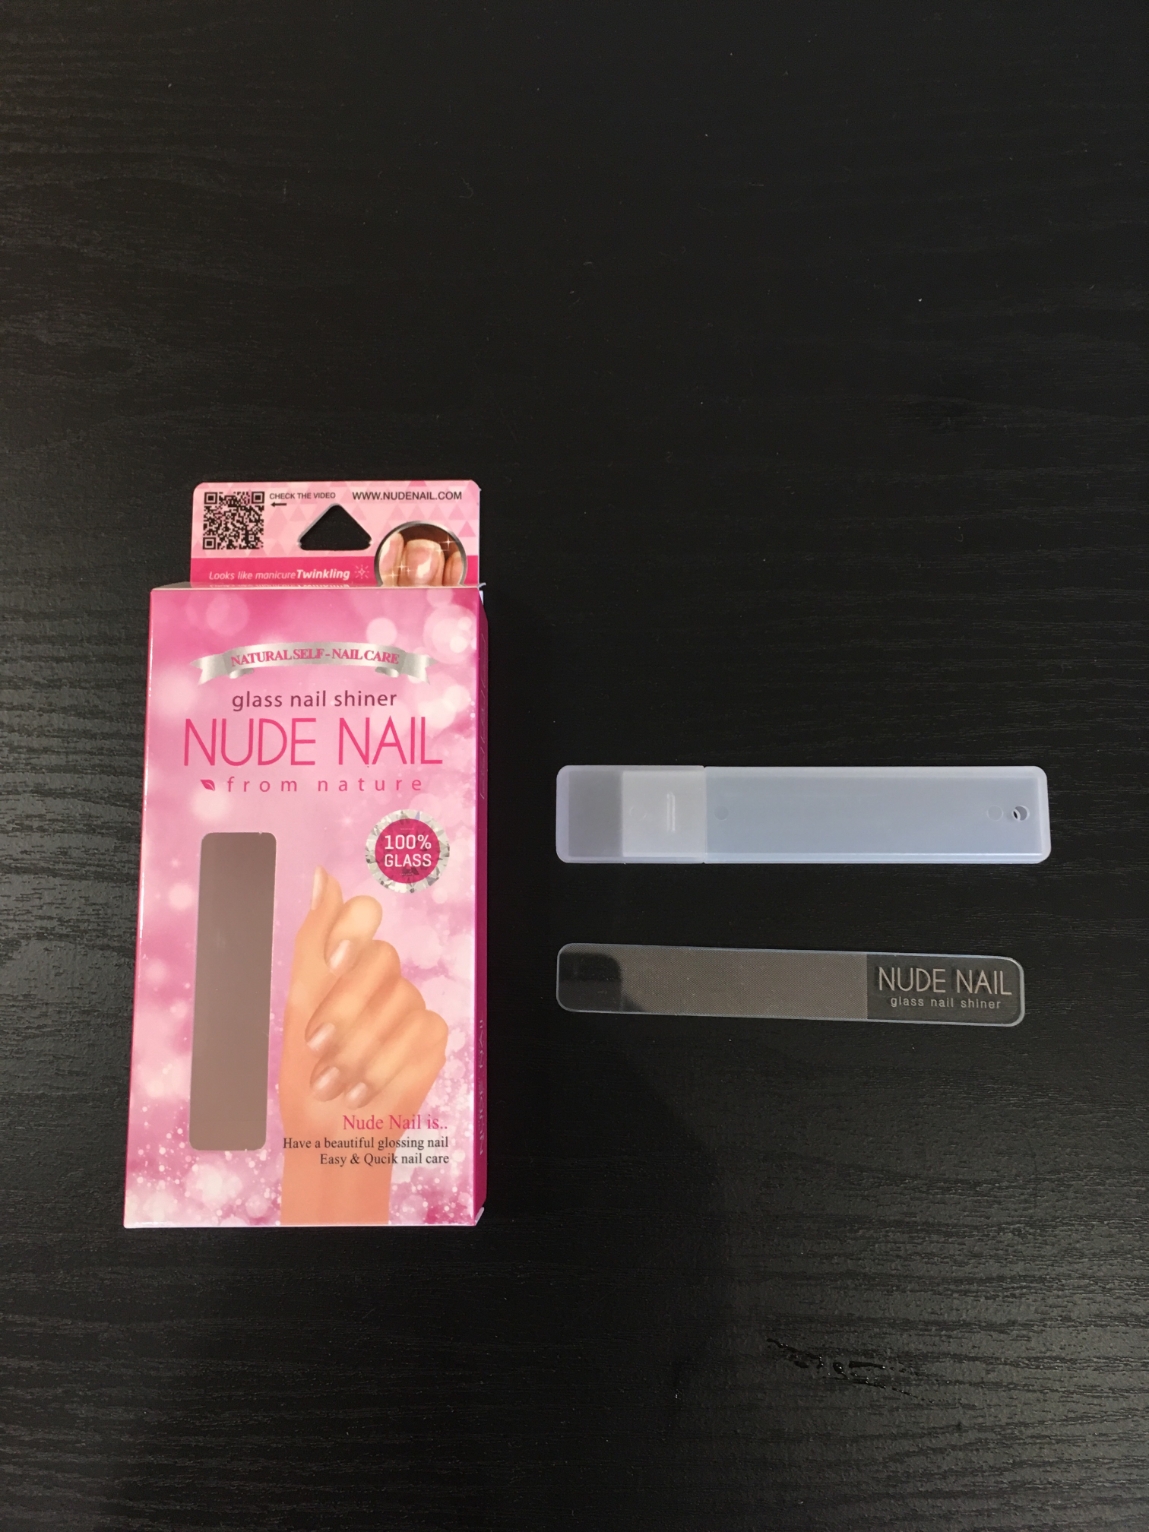 CHECK THE VIDEO
WWW.NUDENAIL.COM
Looks like manicure Twinkling
NATURAL SELF-NAIL CARE
glass nail shiner
NUDE NAIL
from nature
100%
GLASS
Nude Nail is..
Have a beautiful glossing nail
Easy & Qucik nail care
NUDE NAIL
glass nail shiner